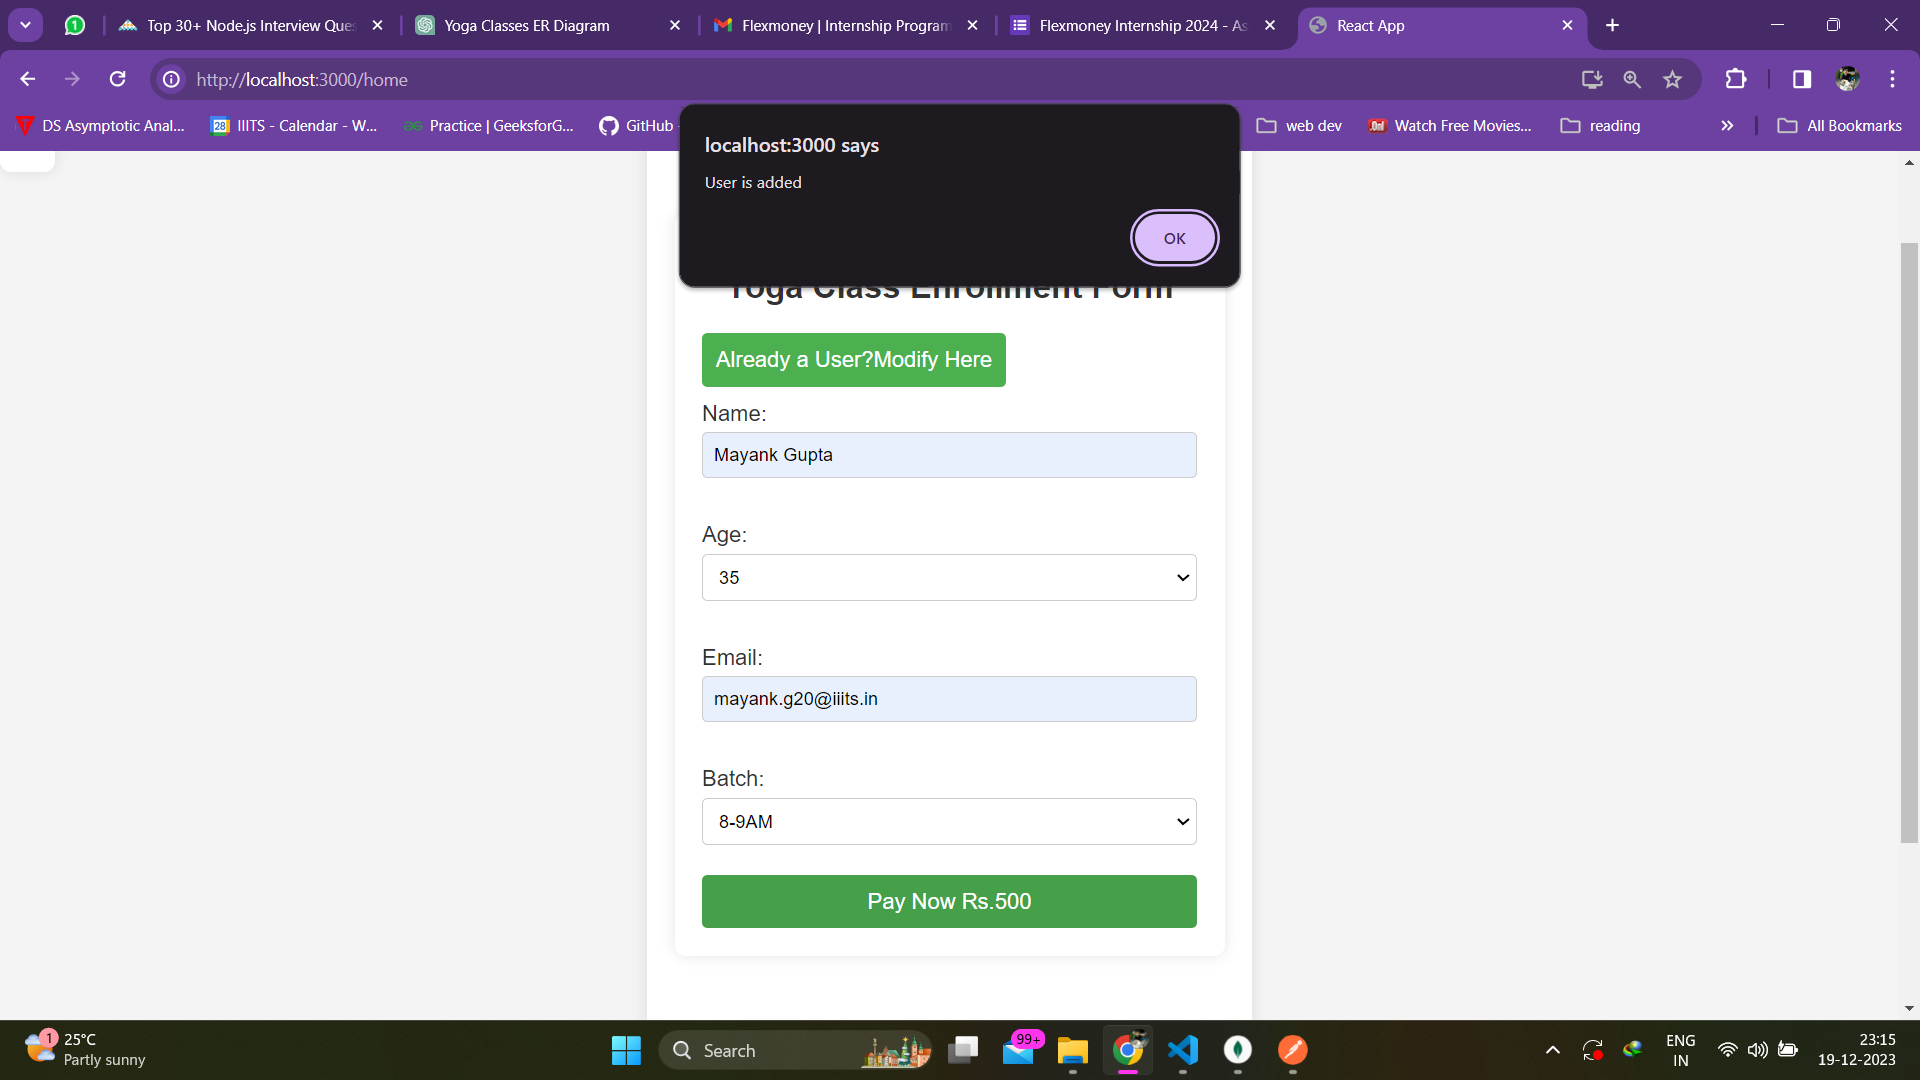 1
Top 30+ Node.js Interview Ques
Yoga Classes ER Diagram
Flexmoney | Internship Program
Flexmoney Internship 2024 - As
React App
http://localhost:3000/home
DS Asymptotic Anal...
28
IIITS - Calendar - W...
Practice | GeeksforG...
GitHub
web dev
Watch Free Movies...
reading
All Bookmarks
localhost:3000 says
User is added
OK
Yoga Class Enrollment Form
Already a User?Modify Here
Name:
Mayank Gupta
Age:
35
Email:
mayank.g20@iiits.in
Batch:
8-9AM
Pay Now Rs.500
1
25°C
Partly sunny
Search
99+
ENG
IN
23:15
19-12-2023